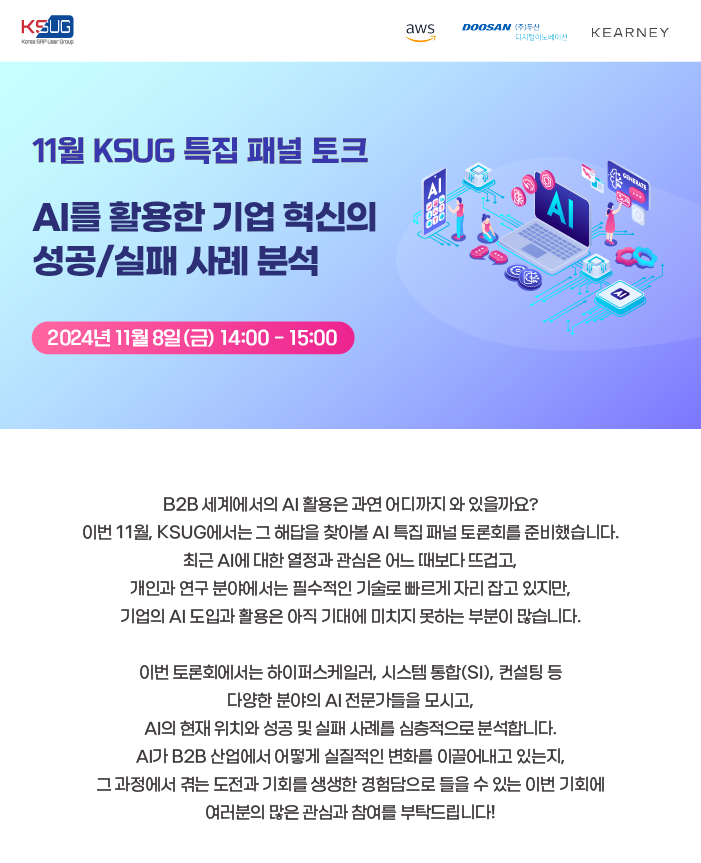 KSUG
Korea SAP User Group
aws
DOOSAN (주)두산
디지털이노베이션
KEARNEY
11월 KSUG 특집 패널 토크
AI를 활용한 기업 혁신의
성공/실패 사례 분석
2024년 11월 8일(금) 14:00 - 15:00
AI
AI
GENERATE
AI
B2B 세계에서의 AI 활용은 과연 어디까지 와 있을까요?
이번 11월, KSUG에서는 그 해답을 찾아볼 AI 특집 패널 토론회를 준비했습니다.
최근 AI에 대한 열정과 관심은 어느 때보다 뜨겁고,
개인과 연구 분야에서는 필수적인 기술로 빠르게 자리 잡고 있지만,
기업의 AI 도입과 활용은 아직 기대에 미치지 못하는 부분이 많습니다.
이번 토론회에서는 하이퍼스케일러, 시스템 통합(SI), 컨설팅 등
다양한 분야의 AI 전문가들을 모시고,
AI의 현재 위치와 성공 및 실패 사례를 심층적으로 분석합니다.
AI가 B2B 산업에서 어떻게 실질적인 변화를 이끌어내고 있는지,
그 과정에서 겪는 도전과 기회를 생생한 경험담으로 들을 수 있는 이번 기회에
여러분의 많은 관심과 참여를 부탁드립니다!